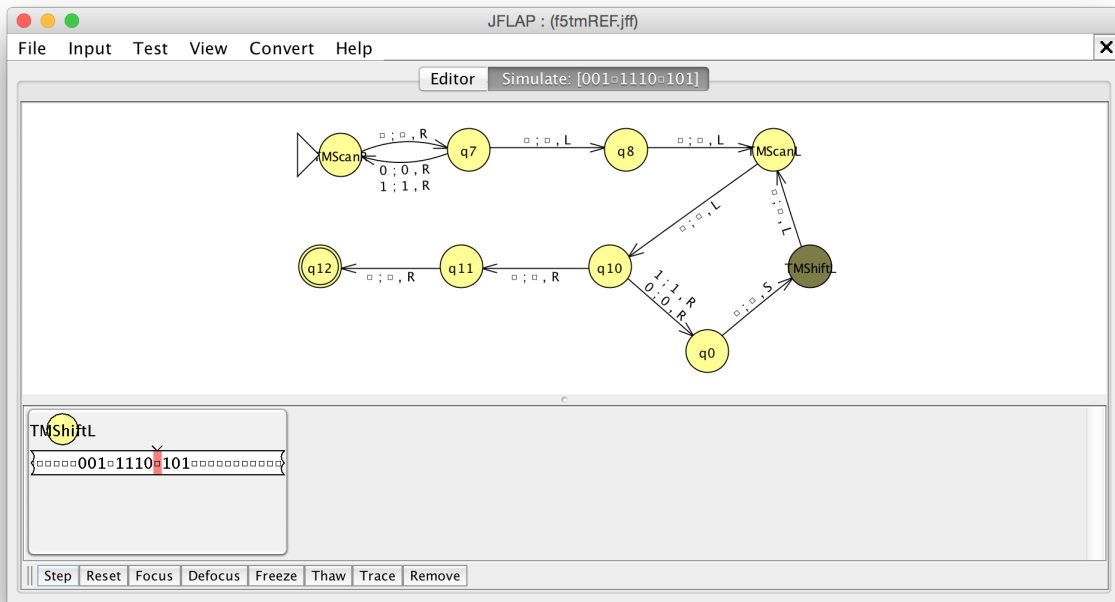 JFLAP : (f5tmREF.jff)
File Input Test View Convert Help
Editor Simulate: [001□1110□101]
□ ; □ , R
0 ; 0 , R
1 ; 1 , R
q7
□ ; □ , L
q8
□ ; □ , L
TMScanL
□ ; □ , L
□ ; □ , L
q12
□ ; □ , R
q11
□ ; □ , R
q10
1 ; 1 , R
0 ; 0 , R
□ ; □ , S
TMShiftL
q0
TMShiftL
□□□□□001□1110□101□□□□□□□□□□□
Step Reset Focus Defocus Freeze Thaw Trace Remove